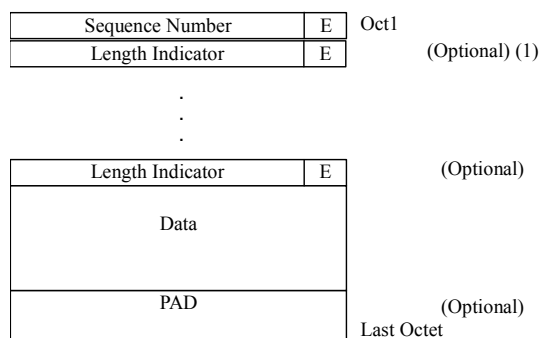 Sequence Number E Oct1
Length Indicator E (Optional) (1)
.
.
.
Length Indicator E (Optional)
Data
PAD (Optional)
Last Octet